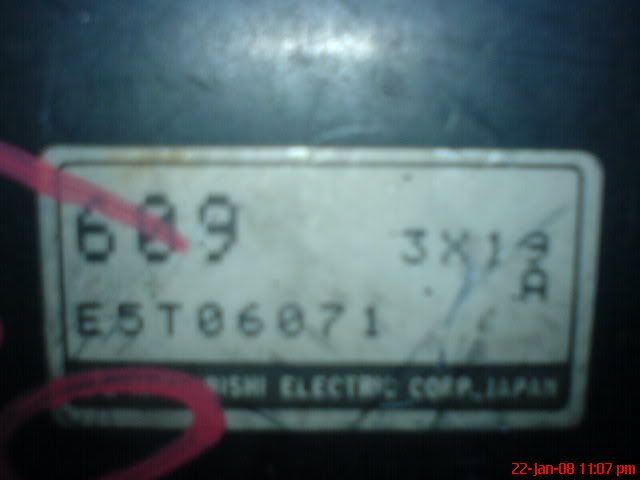 609
3X19
A
E5T06071
ELECTRIC CORP. JAPAN
22-Jan-08 11:07 pm